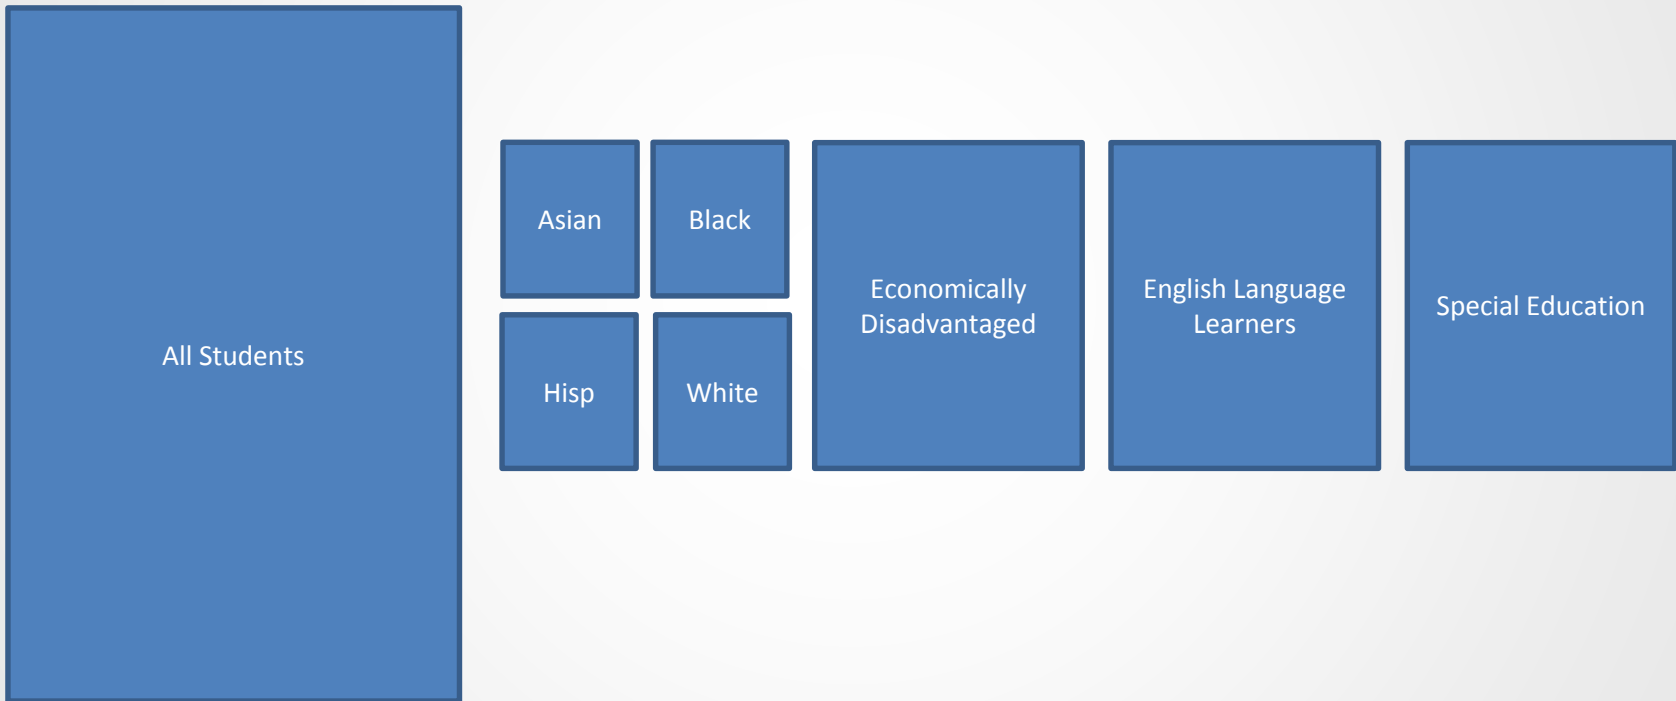 All Students
Asian
Black
Hisp
White
Economically
Disadvantaged
English Language
Learners
Special Education